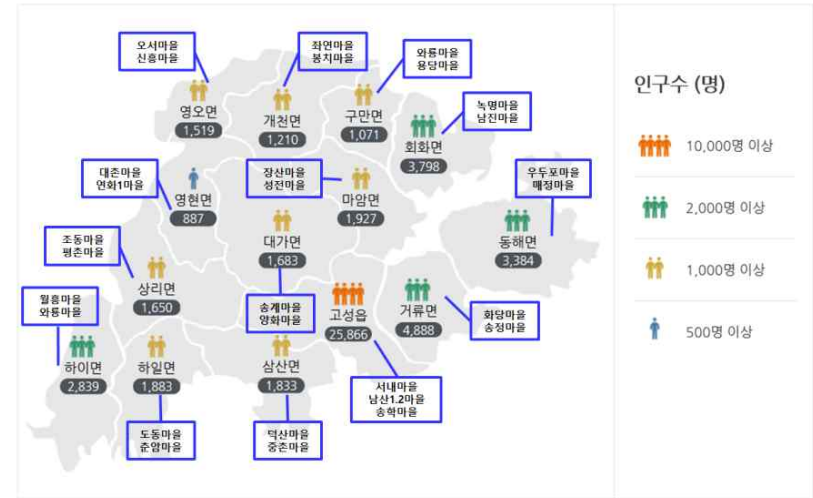 오서마을
신흥마을
좌연마을
봉치마을
와룡마을
용당마을
영오면
1,519
개천면
1,210
구만면
1,071
녹명마을
남진마을
회화면
3,798
대촌마을
연화1마을
영현면
887
장산마을
성전마을
마암면
1,927
우두포마을
매정마을
동해면
3,384
대가면
1,683
조동마을
평촌마을
상리면
1,650
송계마을
양화마을
고성읍
25,866
거류면
4,888
화당마을
송정마을
월흥마을
와룡마을
하이면
2,839
하일면
1,883
삼산면
1,833
서내마을
남산1.2마을
송학마을
도동마을
춘암마을
덕산마을
중촌마을
인구수 (명)
10,000명 이상
2,000명 이상
1,000명 이상
500명 이상